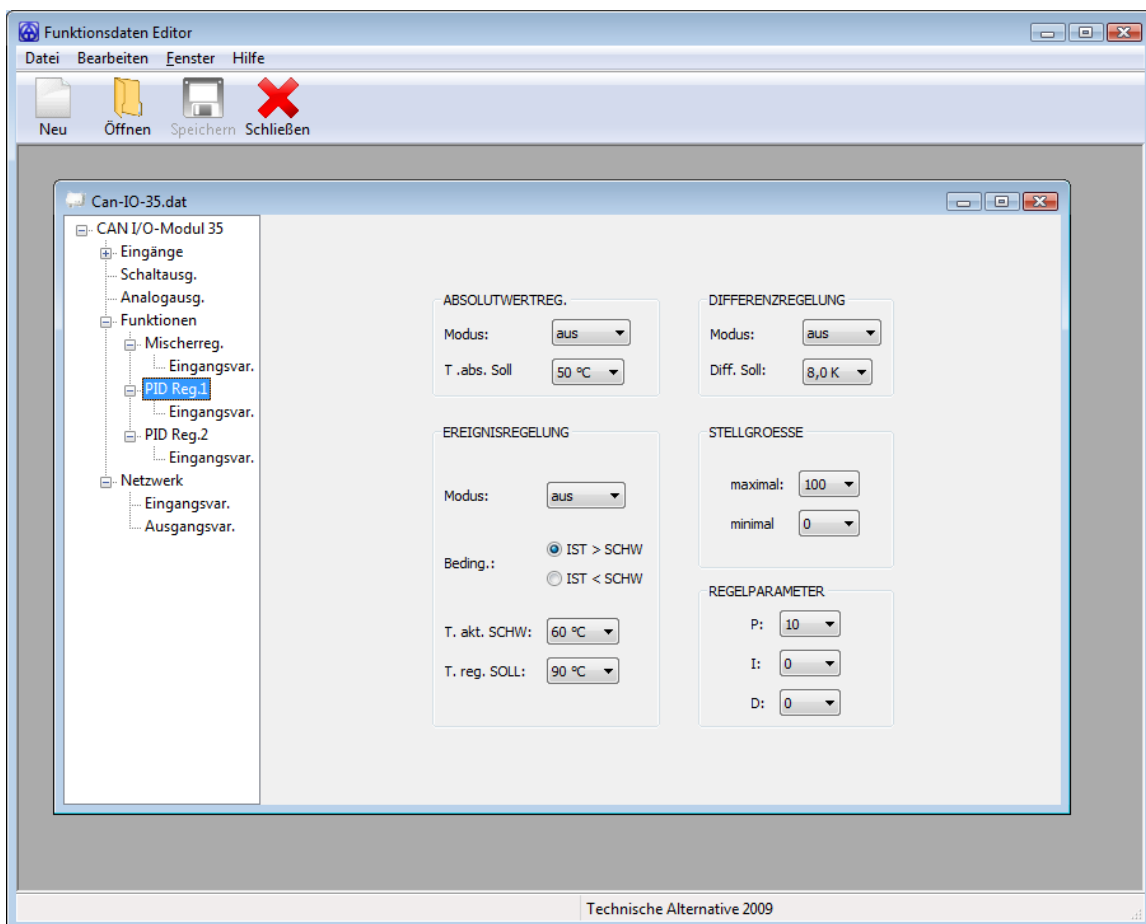 Funktionsdaten Editor
Datei Bearbeiten Fenster Hilfe
Neu Öffnen Speichern Schließen
Can-IO-35.dat
CAN I/O-Modul 35
Eingänge
Schaltausg.
Analogausg.
Funktionen
Mischerreg.
Eingangsvar.
PID Reg.1
Eingangsvar.
PID Reg.2
Eingangsvar.
Netzwerk
Eingangsvar.
Ausgangsvar.
ABSOLUTWERTREG.
Modus: aus
T .abs. Soll 50 °C
DIFFERENZREGELUNG
Modus: aus
Diff. Soll: 8,0 K
EREIGNISREGELUNG
Modus: aus
Beding.:
IST > SCHW
IST < SCHW
T. akt. SCHW: 60 °C
T. reg. SOLL: 90 °C
STELLGROESSE
maximal: 100
minimal 0
REGELPARAMETER
P: 10
I: 0
D: 0
Technische Alternative 2009